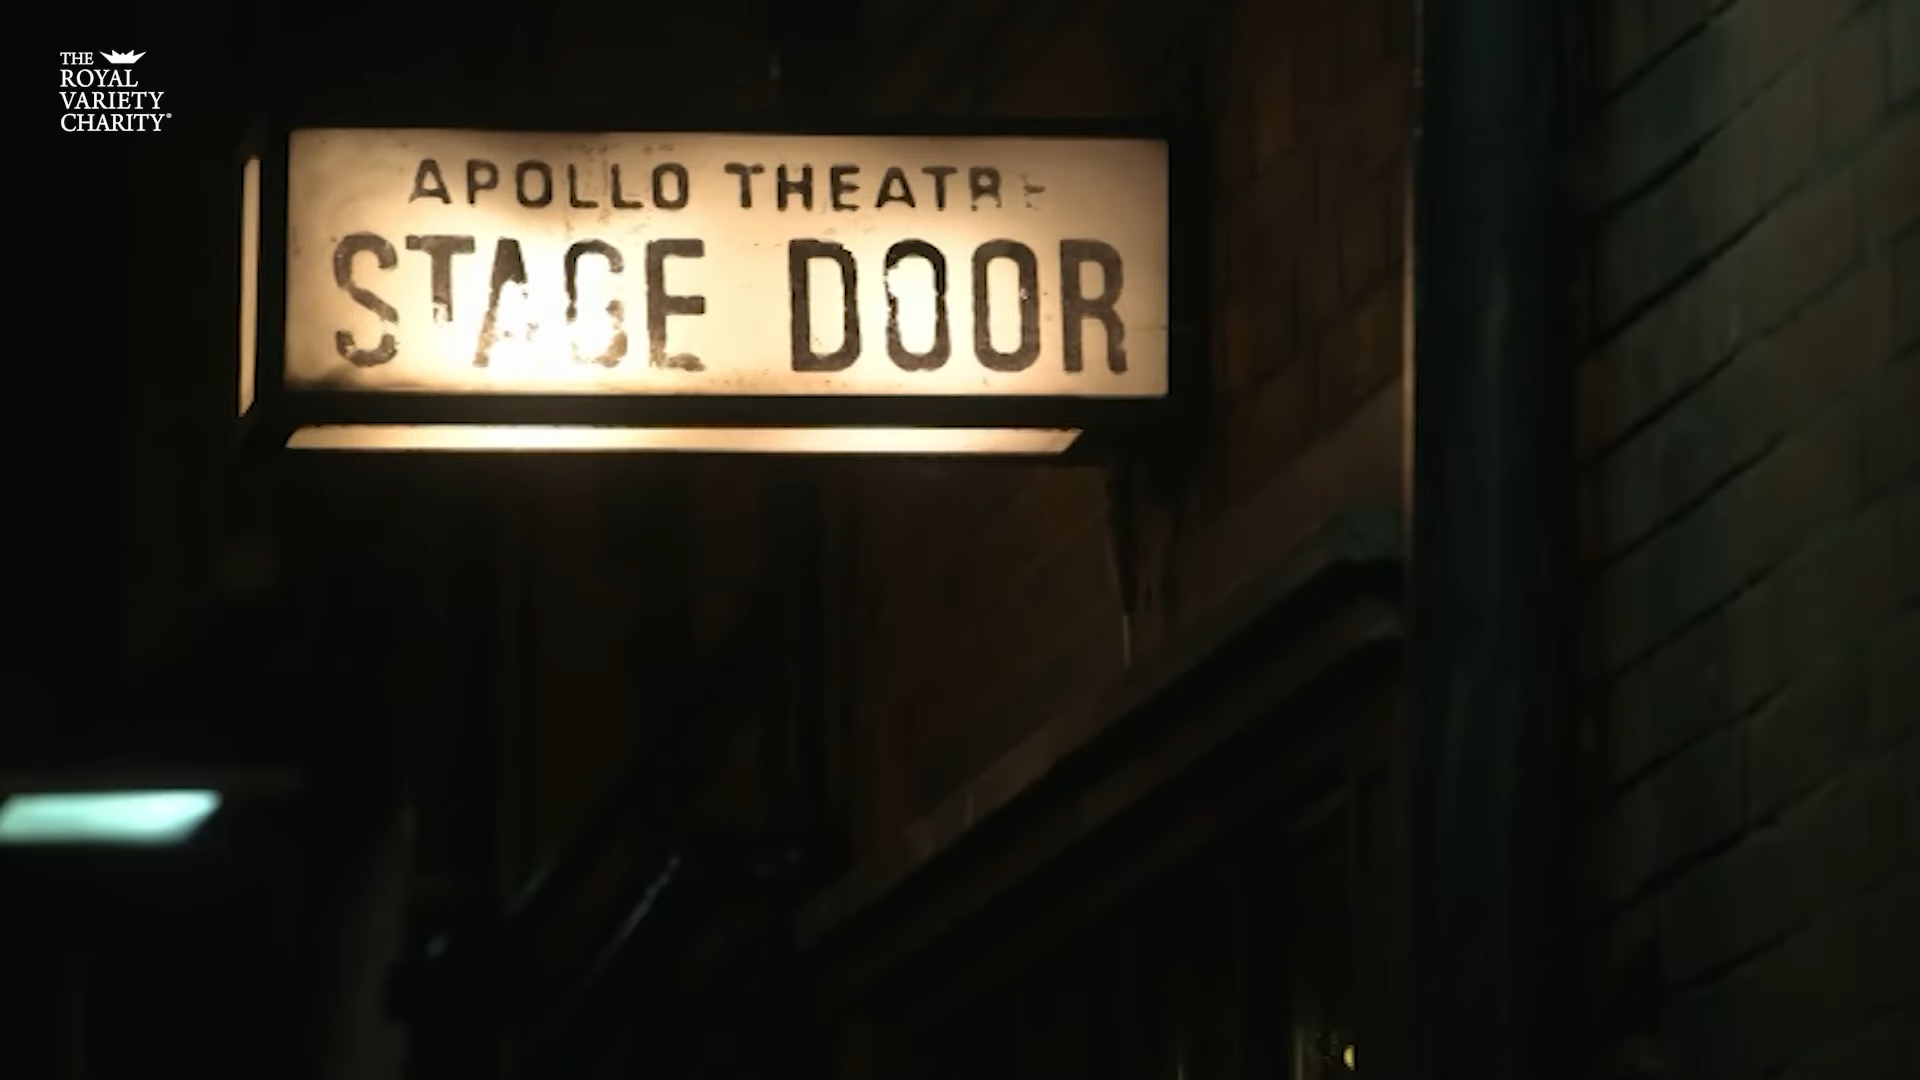 THE
ROYAL
VARIETY
CHARITY®
APOLLO THEATRE
STAGE DOOR